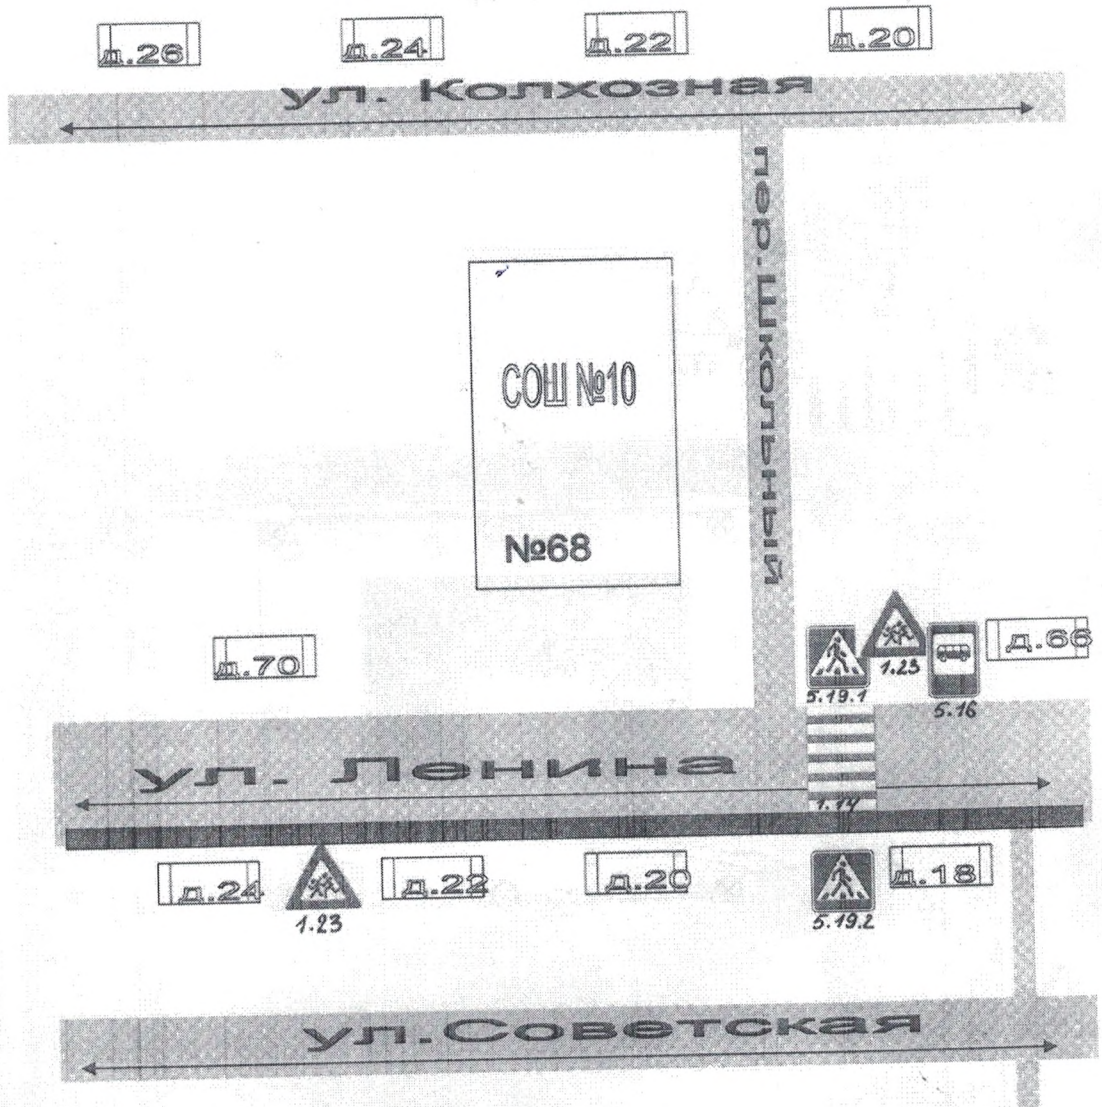 д.26
д.24
д.22
д.20
ул. Колхозная
пер.Школьный
СОШ №10
№68
д.70
5.19.1
1.23
5.16
д.66
ул. Ленина
1.14
д.24
1.23
д.22
д.20
5.19.2
д.18
ул.Советская